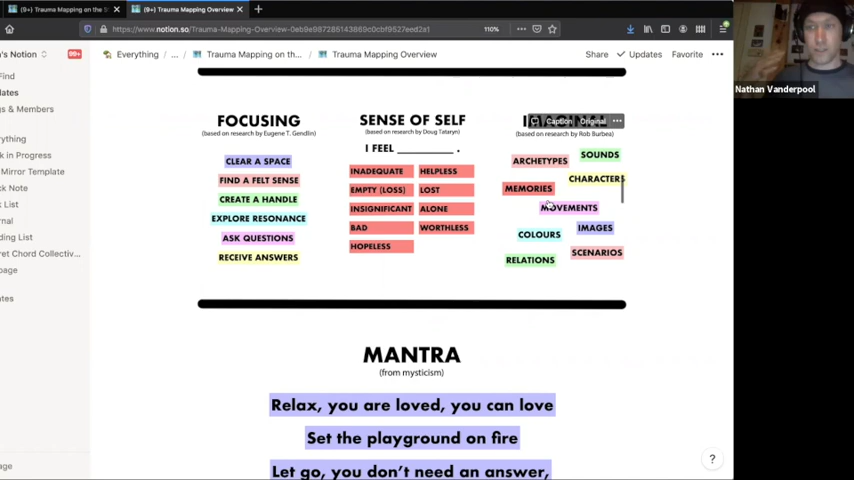 (9+) Trauma Mapping on the S
(9+) Trauma Mapping Overview
https://www.notion.so/Trauma-Mapping-Overview-0eb9e987285143869c0cbf9527eed2a1
110%
's Notion
99+
Everything / ... / Trauma Mapping on th... / Trauma Mapping Overview
Share
Updates
Favorite
Find
dates
gs & Members
erything
k in Progress
Mirror Template
ck Note
k List
rnal
ding List
ret Chord Collectiv...
page
tes
age
FOCUSING
(based on research by Eugene T. Gendlin)
CLEAR A SPACE
FIND A FELT SENSE
CREATE A HANDLE
EXPLORE RESONANCE
ASK QUESTIONS
RECEIVE ANSWERS
SENSE OF SELF
(based on research by Doug Tataryn)
I FEEL __________ .
INADEQUATE HELPLESS
EMPTY (LOSS) LOST
INSIGNIFICANT ALONE
BAD WORTHLESS
HOPELESS
Caption Original
(based on research by Rob Burbea)
ARCHETYPES SOUNDS
CHARACTERS
MEMORIES
MOVEMENTS
COLOURS IMAGES
RELATIONS SCENARIOS
MANTRA
(from mysticism)
Relax, you are loved, you can love
Set the playground on fire
Let go, you don't need an answer,
?
Nathan Vanderpool